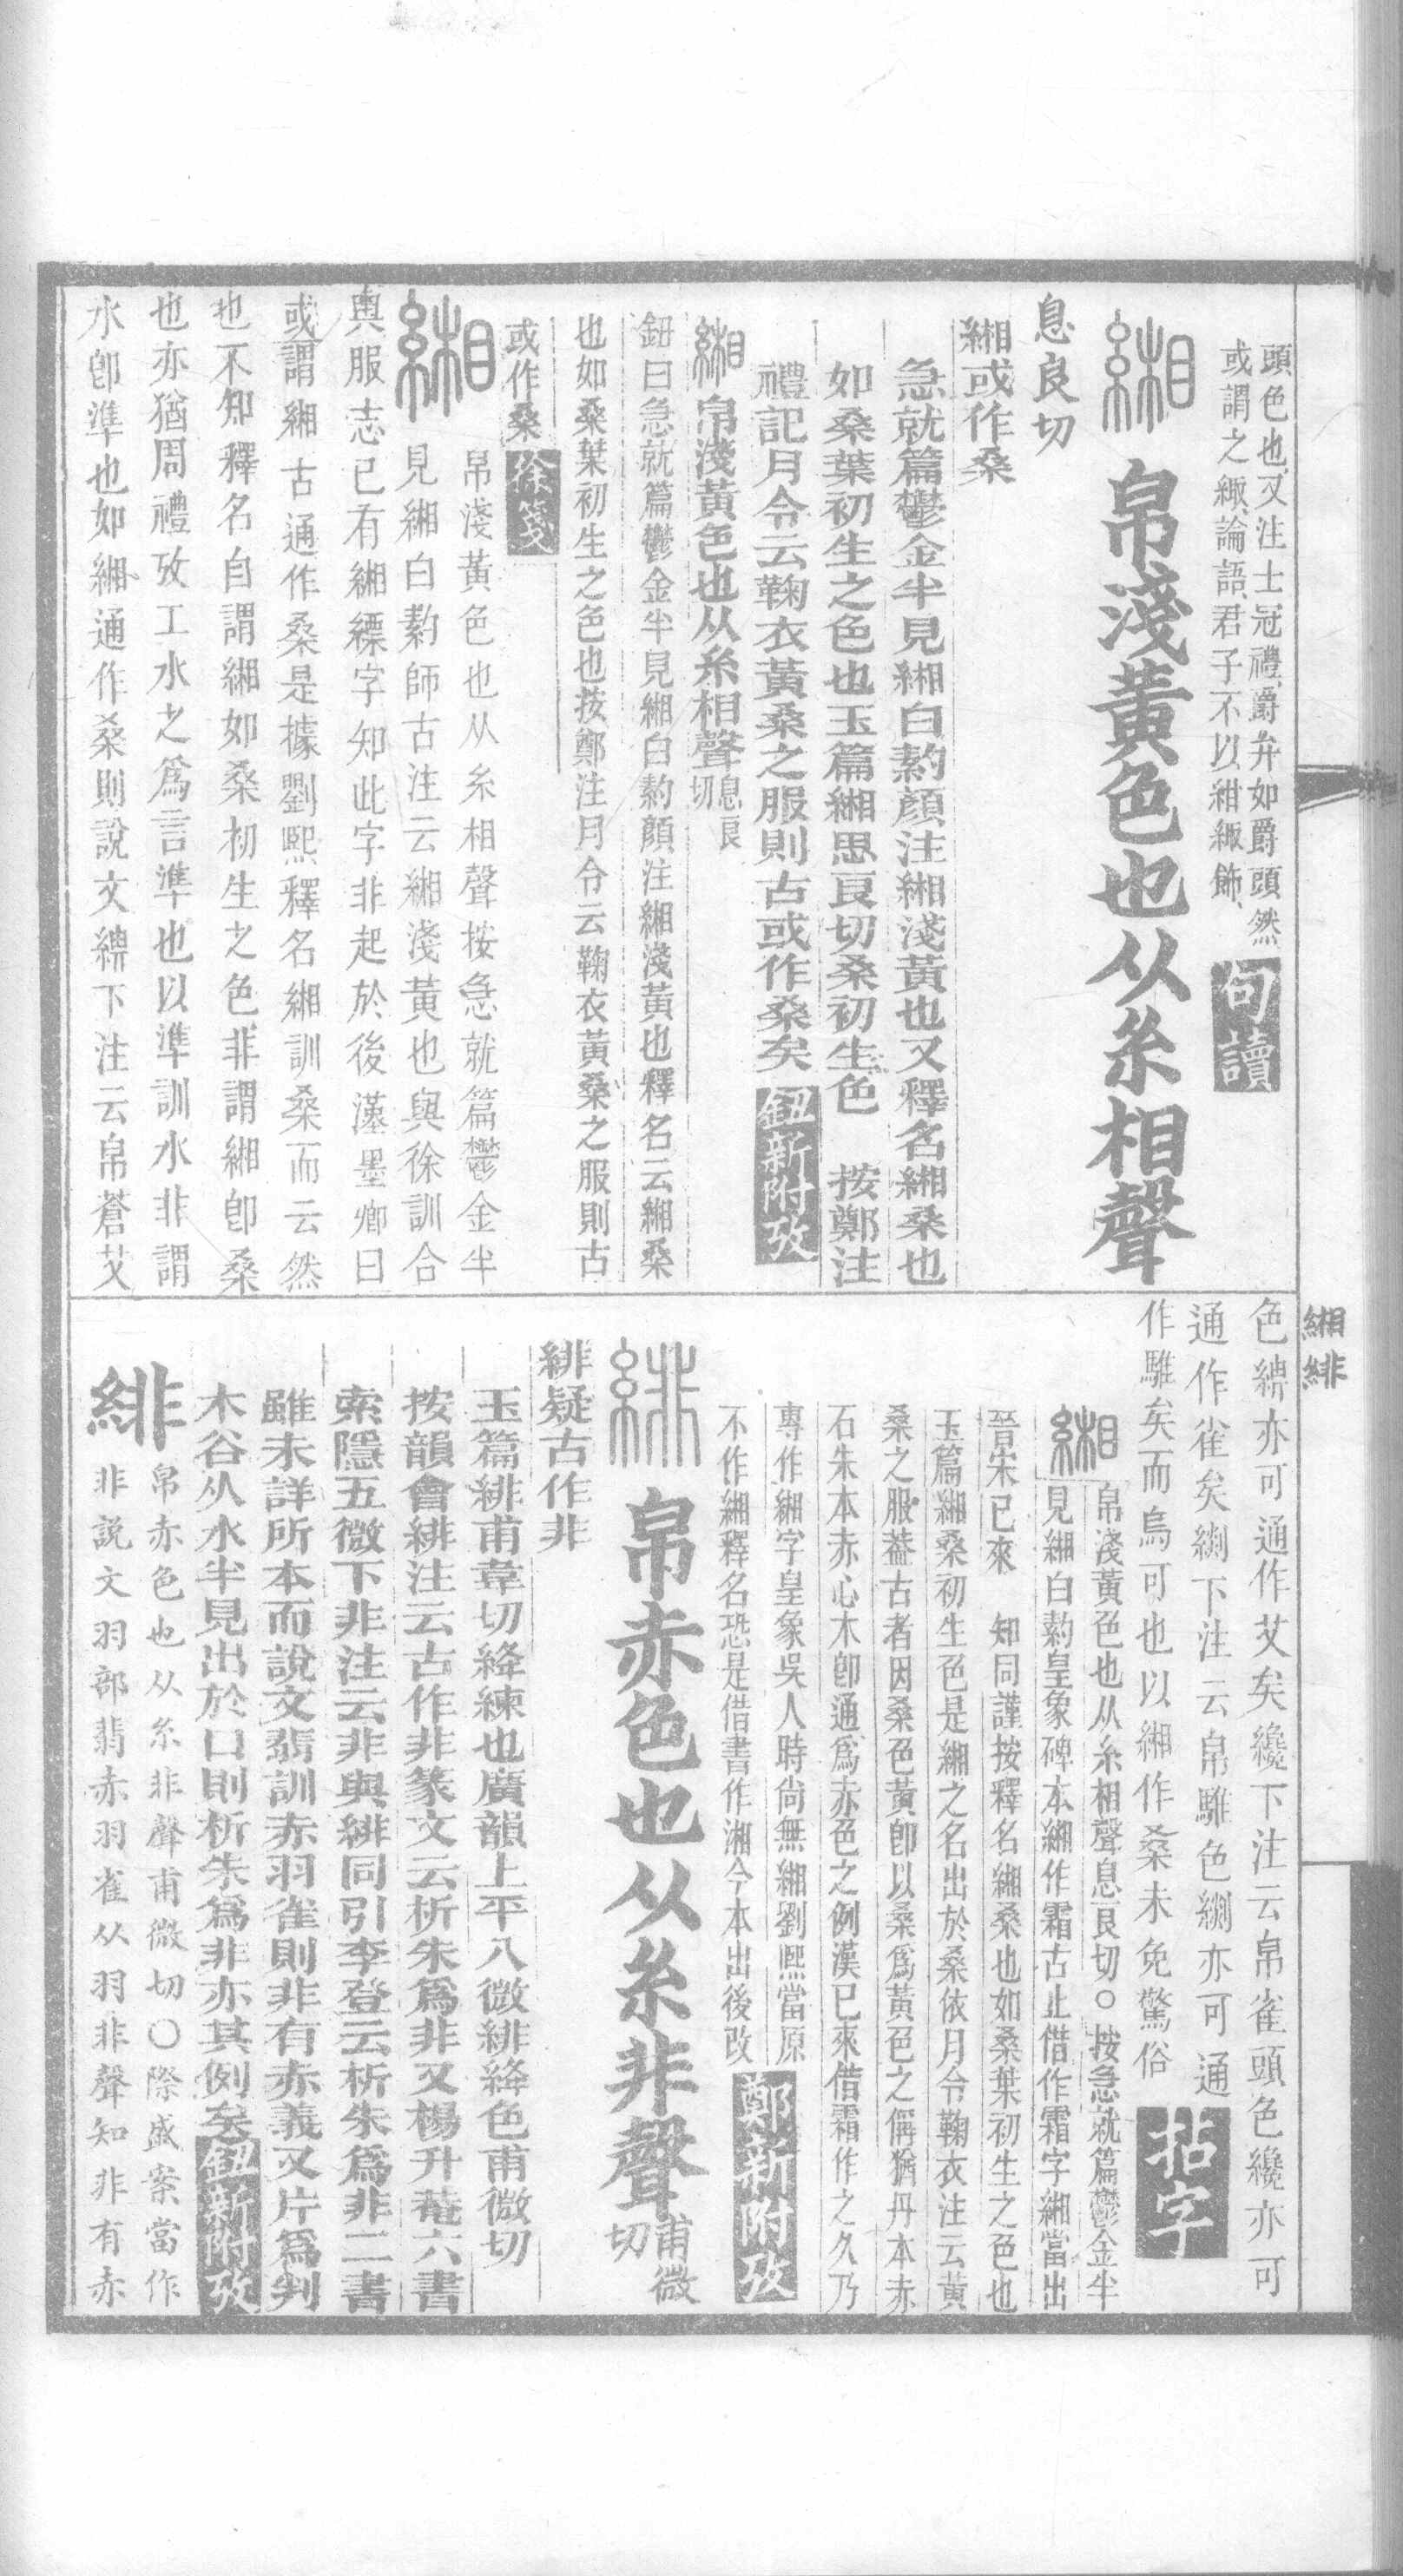 頭色也又注士冠禮爵弁如爵頭然
或謂之緅論語君子不以紺緅飾
句讀
緗 帛淺黃色也从糸相聲
息良切
緗或作桑
急就篇鬱金半見緗白䋤顏注緗淺黃也又釋名緗桑也
如桑葉初生之色也玉篇緗思良切桑初生色　按鄭注
禮記月令云鞠衣黃桑之服則古或作桑矣 鈕新附攷
緗 帛淺黃色也从糸相聲 息良切
鈕曰急就篇鬱金半見緗白䋤顏注緗淺黃也釋名云緗桑
也如桑葉初生之色也按鄭注月令云鞠衣黃桑之服則古
或作桑 徐箋
緗 帛淺黃色也从糸相聲按急就篇鬱金半
見緗白䋤師古注云緗淺黃也與徐訓合
輿服志已有緗縹字知此字非起於後漢墨卿曰
或謂緗古通作桑是據劉熙釋名緗訓桑而云然
也不知釋名自謂緗如桑初生之色非謂緗卽桑
也亦猶周禮攷工水之爲言準也以準訓水非謂
水卽準也如緗通作桑則說文綥下注云帛蒼艾
緗緋
色綥亦可通作艾矣纔下注云帛雀頭色纔亦可
通作雀矣綟下注云帛騅色綟亦可通
作騅矣而烏可也以緗作桑未免驚俗
拈字
緗 帛淺黃色也从糸相聲息良切○按急就篇鬱金半
見緗白䋤皇象碑本緗作霜古止借作霜字緗當出
晉宋已來　知同謹按釋名緗桑也如桑葉初生之色也
玉篇緗桑初生色是緗之名出於桑依月令鞠衣注云黃
桑之服葢古者因桑色黃卽以桑爲黃色之偁猶丹本赤
石朱本赤心木卽通爲赤色之例漢已來借霜作之久乃
專作緗字皇象吳人時尙無緗劉熙當原
不作緗釋名恐是借書作湘今本出後改
鄭新附攷
緋 帛赤色也从糸非聲 甫微切
緋疑古作非
玉篇緋甫韋切絳練也廣韻上平八微緋絳色甫微切
按韻會緋注云古作非篆文云析朱爲非又楊升菴六書
索隱五微下非注云非與緋同引李登云析朱爲非二書
雖未詳所本而說文翡訓赤羽雀則非有赤義又片爲判
木谷从水半見出於口則析朱爲非亦其例矣 鈕新附攷
緋 帛赤色也从糸非聲甫微切〇際盛案當作
非說文羽部翡赤羽雀从羽非聲知非有赤